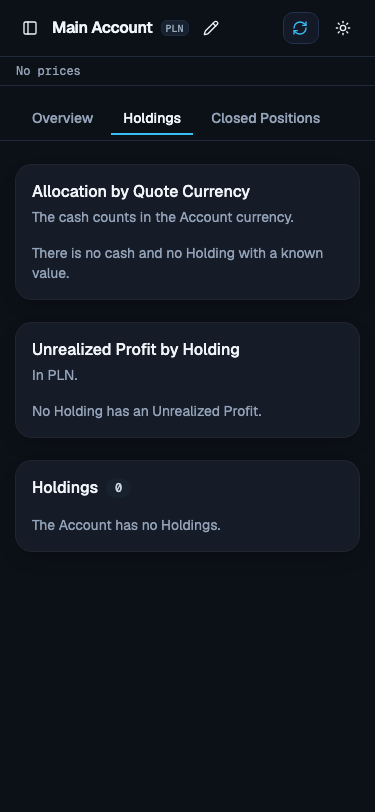 Main Account PLN
No prices
Overview Holdings Closed Positions
Allocation by Quote Currency
The cash counts in the Account currency.
There is no cash and no Holding with a known
value.
Unrealized Profit by Holding
In PLN.
No Holding has an Unrealized Profit.
Holdings 0
The Account has no Holdings.